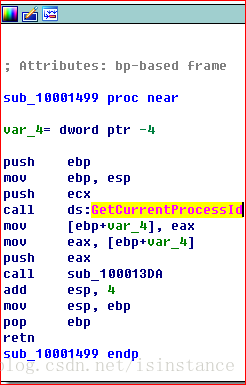 ; Attributes: bp-based frame
sub_10001499 proc near
var_4= dword ptr -4
push ebp
mov ebp, esp
push ecx
call ds:GetCurrentProcessId
mov [ebp+var_4], eax
mov eax, [ebp+var_4]
push eax
call sub_100013DA
add esp, 4
mov esp, ebp
pop ebp
retn
sub_10001499 endp
blog.csdn.net/isinstance